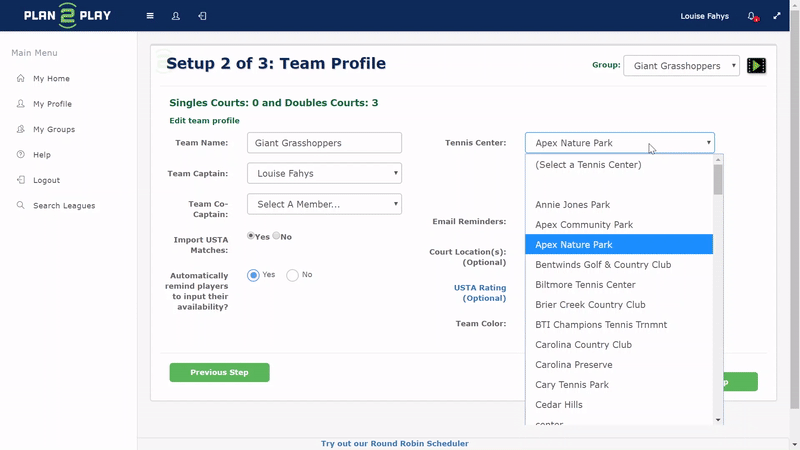 PLAN 2 PLAY
Louise Fahys
Main Menu
My Home
My Profile
My Groups
Help
Logout
Search Leagues
Setup 2 of 3: Team Profile
Group: Giant Grasshoppers
Singles Courts: 0 and Doubles Courts: 3
Edit team profile
Team Name: Giant Grasshoppers
Team Captain: Louise Fahys
Team Co-
Captain: Select A Member...
Import USTA
Matches: Yes No
Automatically
remind players
to input their
availability? Yes No
Previous Step
Tennis Center: Apex Nature Park
(Select a Tennis Center)
Annie Jones Park
Apex Community Park
Apex Nature Park
Bentwinds Golf & Country Club
Biltmore Tennis Center
Brier Creek Country Club
BTI Champions Tennis Trnmnt
Carolina Country Club
Carolina Preserve
Cary Tennis Park
Cedar Hills
center
Email Reminders:
Court Location(s):
(Optional)
USTA Rating
(Optional)
Team Color:
Try out our Round Robin Scheduler